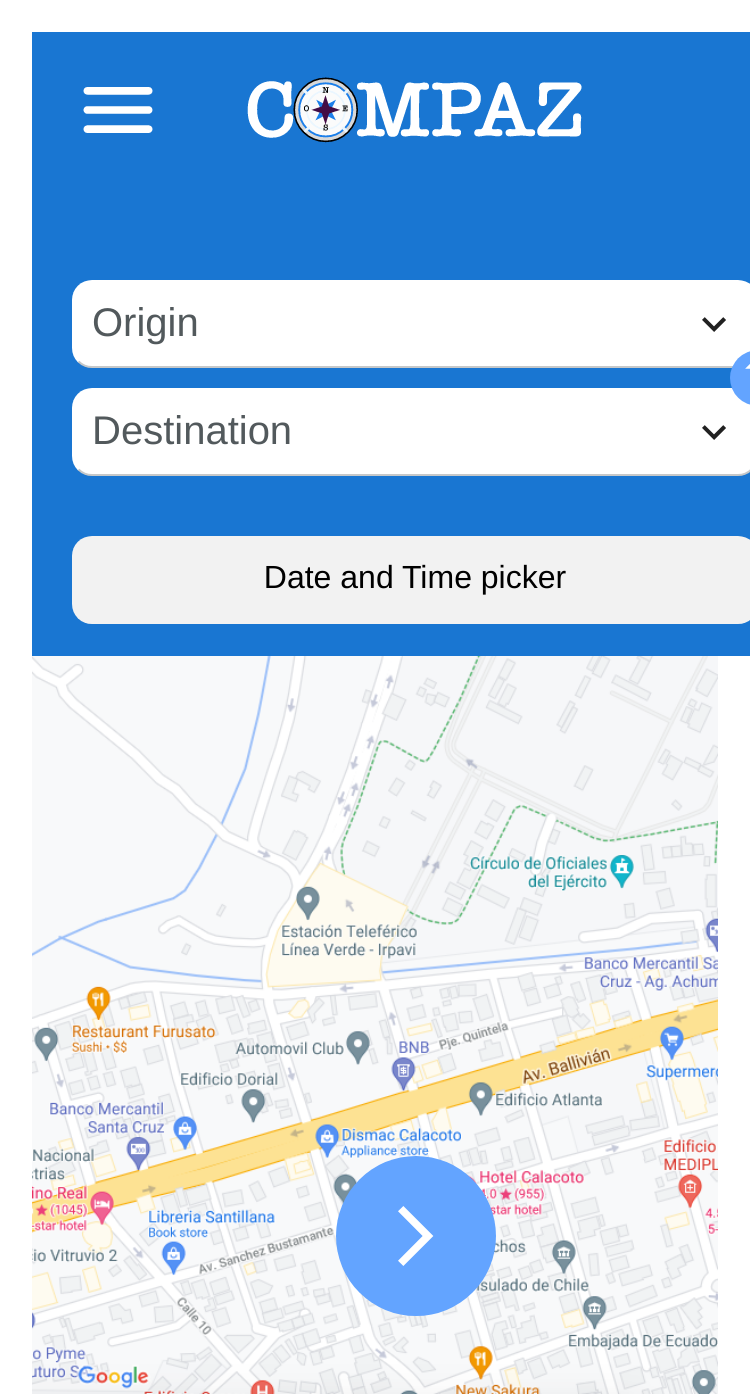 COMPAZ
N
O E
S
Origin
Destination
Date and Time picker
Círculo de Oficiales
del Ejército
Estación Teleférico
Línea Verde - Irpavi
Banco Mercantil Sa
Cruz - Ag. Achum
Restaurant Furusato
Sushi • $$
Automovil Club
BNB
Pje. Quintela
Av. Ballivián
Supermerc
Edificio Dorial
Edificio Atlanta
Banco Mercantil
Santa Cruz
Dismac Calacoto
Appliance store
Nacional
strias
Edificio
MEDIPL
Hotel Calacoto
4.0 ★ (955)
star hotel
ino Real
★ (1045)
star hotel
Libreria Santillana
Book store
io Vitruvio 2
Av. Sanchez Bustamante
chos
sulado de Chile
Calle 10
Embajada De Ecuado
o Pyme
uturo S
Google
New Sakura